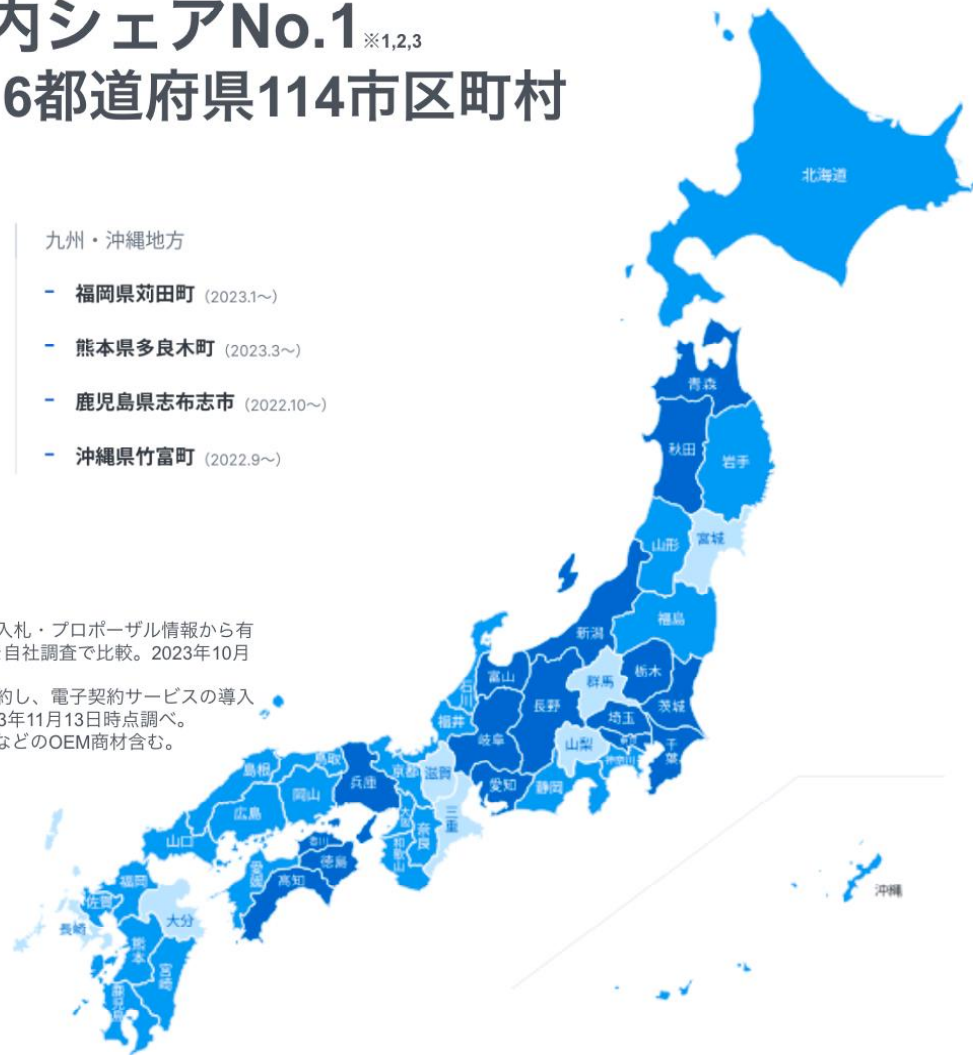 内シェアNo.1※1,2,3
6都道府県114市区町村
九州・沖縄地方
- 福岡県苅田町（2023.1〜）
- 熊本県多良木町（2023.3〜）
- 鹿児島県志布志市（2022.10〜）
- 沖縄県竹富町（2022.9〜）
入札・プロポーザル情報から有
自社調査で比較。2023年10月
約し、電子契約サービスの導入
3年11月13日時点調べ。
などのOEM商材含む。
北海道
青森
秋田
岩手
山形
宮城
福島
新潟
富山
石川
福井
長野
群馬
栃木
茨城
埼玉
東京
千葉
神奈川
山梨
岐阜
愛知
静岡
滋賀
京都
三重
奈良
大阪
和歌山
兵庫
鳥取
島根
岡山
広島
山口
香川
徳島
愛媛
高知
福岡
佐賀
長崎
大分
熊本
宮崎
鹿児島
沖縄